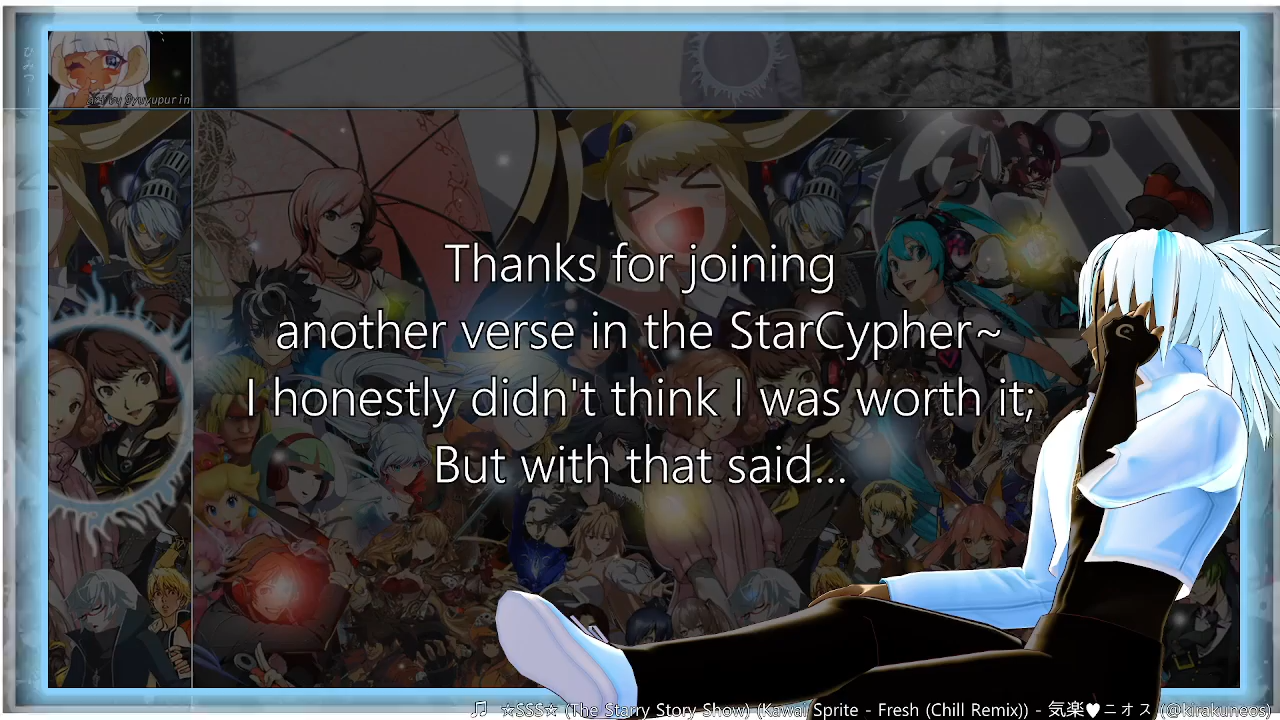 Thanks for joining
another verse in the StarCypher~
I honestly didn't think I was worth it;
But with that said...
♫ ☆SSS☆ (The Starry Story Show) (Kawai Sprite - Fresh (Chill Remix)) - 気楽♥ニオス (@kirakuneos)